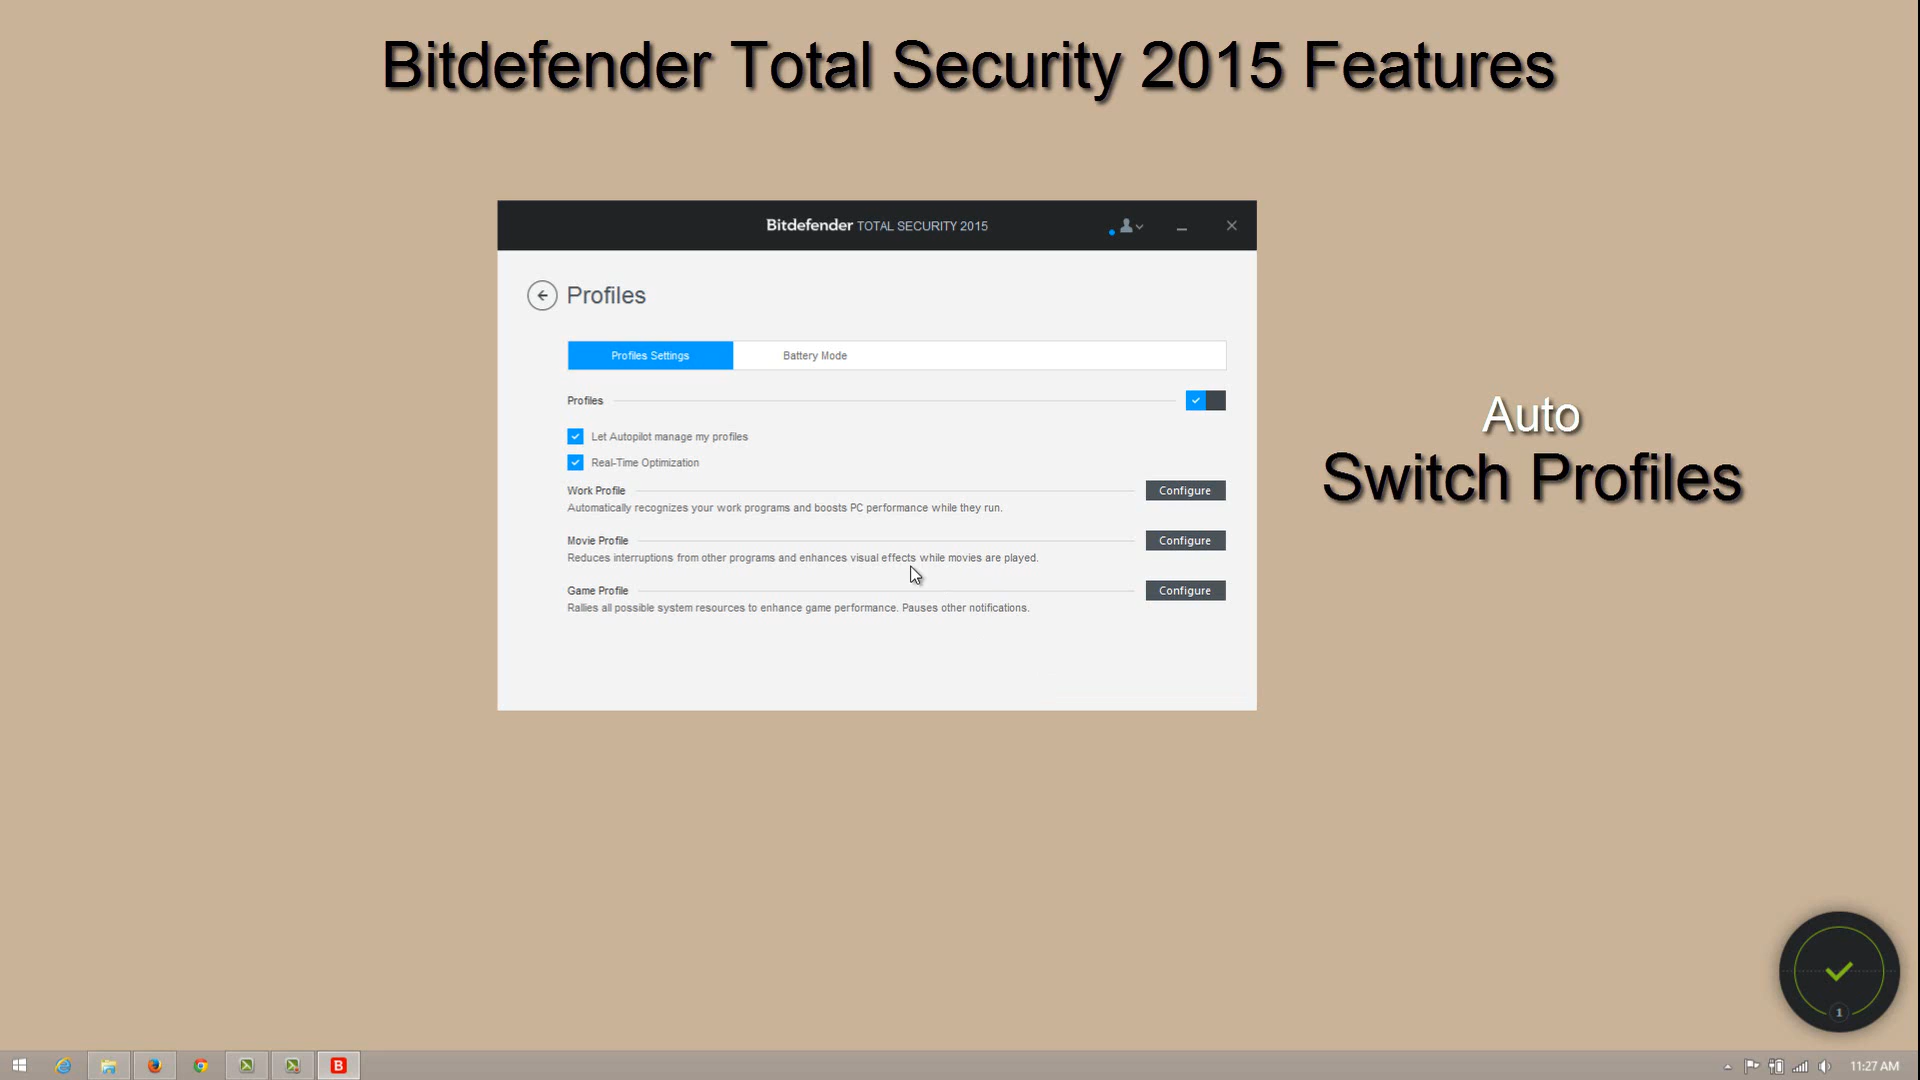 Bitdefender Total Security 2015 Features
Bitdefender TOTAL SECURITY 2015
Profiles
Profiles Settings
Battery Mode
Profiles
Let Autopilot manage my profiles
Real-Time Optimization
Work Profile
Configure
Automatically recognizes your work programs and boosts PC performance while they run.
Movie Profile
Configure
Reduces interruptions from other programs and enhances visual effects while movies are played.
Game Profile
Configure
Rallies all possible system resources to enhance game performance. Pauses other notifications.
Auto
Switch Profiles
1
B
11:27 AM